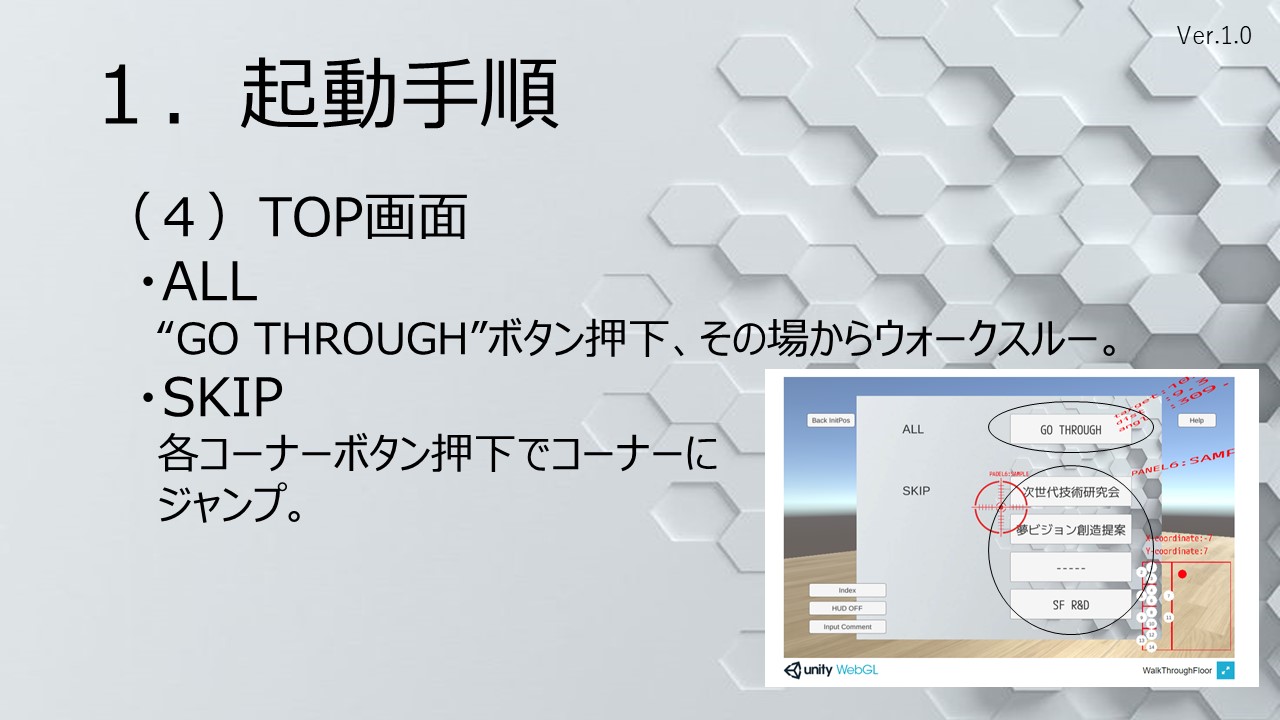 Ver.1.0
１．起動手順
（４）TOP画面
・ALL
“GO THROUGH”ボタン押下、その場からウォークスルー。
・SKIP
各コーナーボタン押下でコーナーに
ジャンプ。
Back InitPos
ALL
GO THROUGH
Help
PANEL6:SAMP
SKIP
次世代技術研究会
夢ビジョン創造提案
-----
SF R&D
X-coordinate:-7
Y-coordinate:7
Index
HUD OFF
Input Comment
unity WebGL
WalkThroughFloor